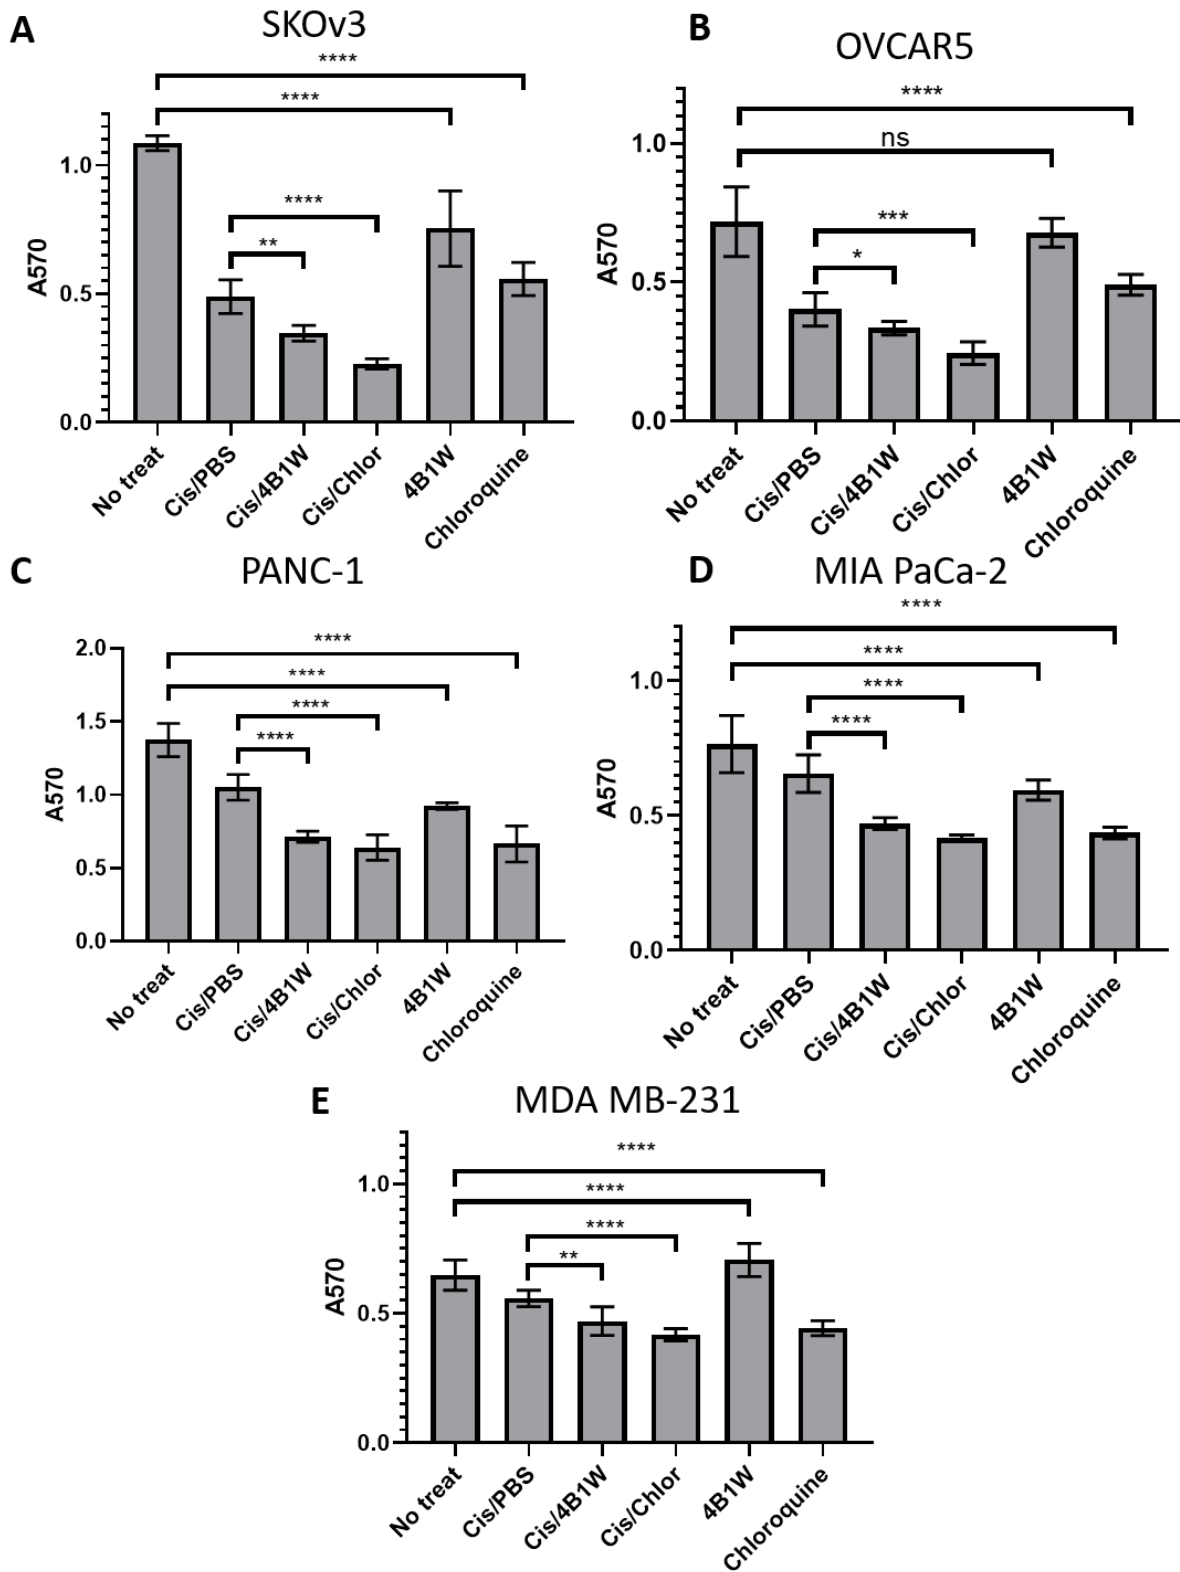 A
SKOv3
****
****
****
**
A570
1.0
0.5
0.0
No treat
Cis/PBS
Cis/4B1W
Cis/Chlor
4B1W
Chloroquine
B
OVCAR5
****
ns
***
*
A570
1.0
0.5
0.0
No treat
Cis/PBS
Cis/4B1W
Cis/Chlor
4B1W
Chloroquine
C
PANC-1
****
****
****
****
A570
2.0
1.5
1.0
0.5
0.0
No treat
Cis/PBS
Cis/4B1W
Cis/Chlor
4B1W
Chloroquine
D
MIA PaCa-2
****
****
****
****
A570
1.0
0.5
0.0
No treat
Cis/PBS
Cis/4B1W
Cis/Chlor
4B1W
Chloroquine
E
MDA MB-231
****
****
****
**
A570
1.0
0.5
0.0
No treat
Cis/PBS
Cis/4B1W
Cis/Chlor
4B1W
Chloroquine